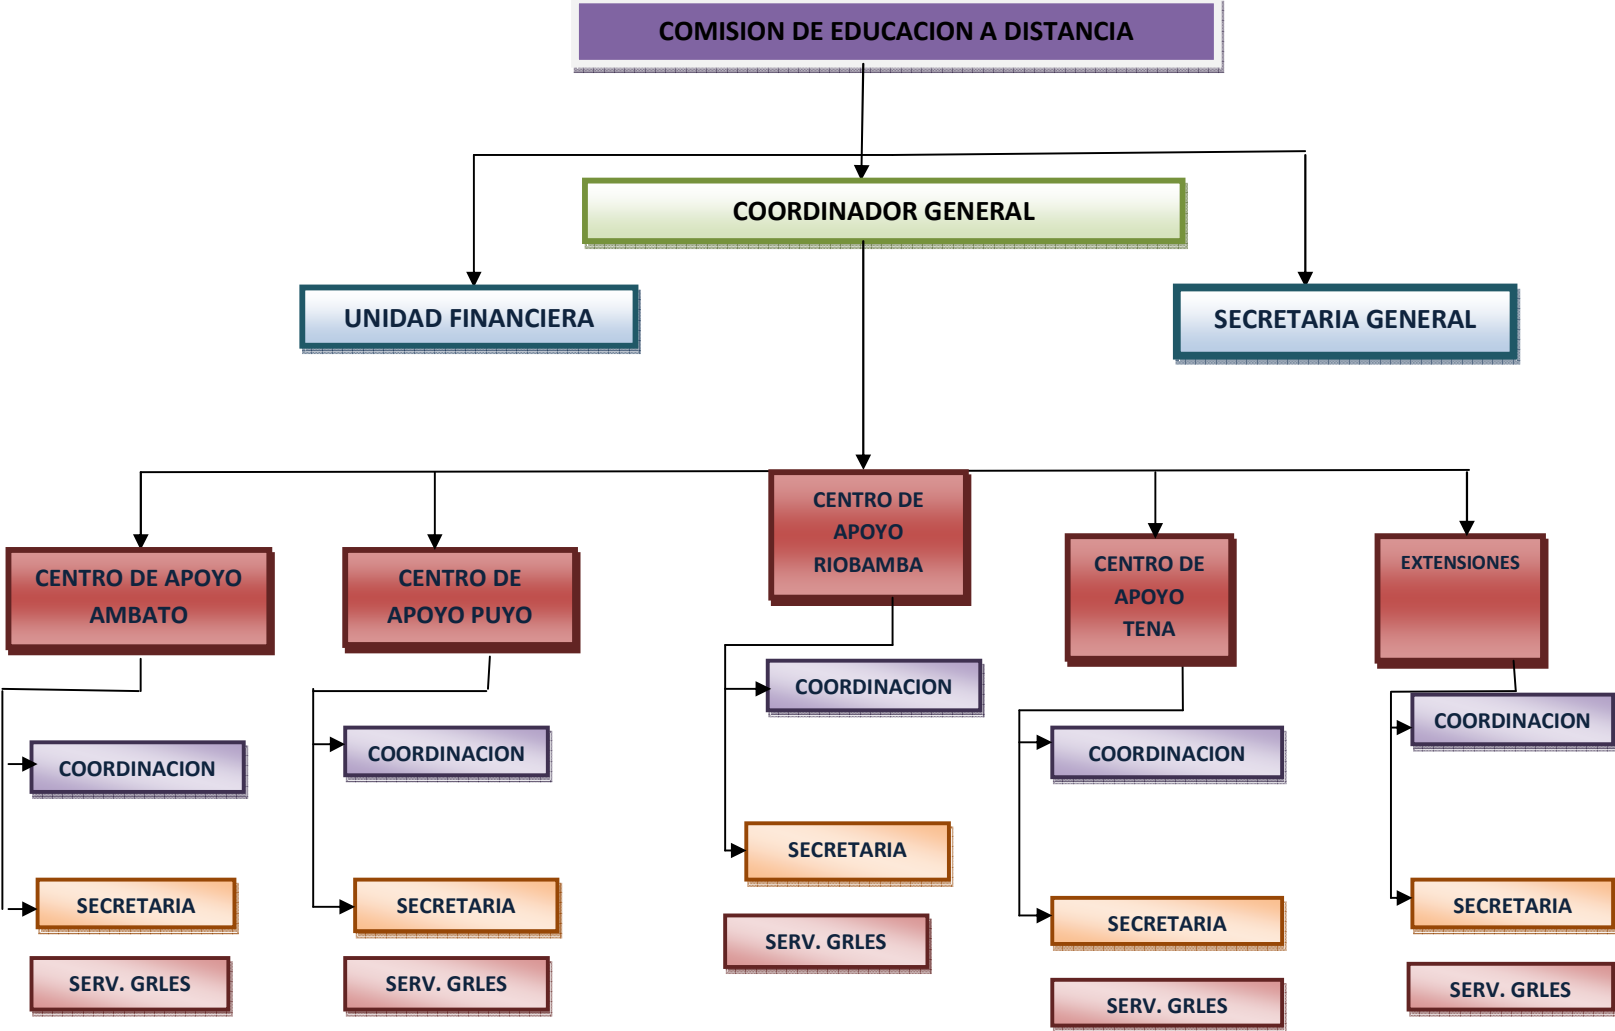 COMISION DE EDUCACION A DISTANCIA
COORDINADOR GENERAL
UNIDAD FINANCIERA
SECRETARIA GENERAL
CENTRO DE APOYO
AMBATO
CENTRO DE
APOYO PUYO
CENTRO DE
APOYO
RIOBAMBA
CENTRO DE
APOYO
TENA
EXTENSIONES
COORDINACION
COORDINACION
COORDINACION
COORDINACION
COORDINACION
SECRETARIA
SECRETARIA
SECRETARIA
SECRETARIA
SECRETARIA
SERV. GRLES
SERV. GRLES
SERV. GRLES
SERV. GRLES
SERV. GRLES